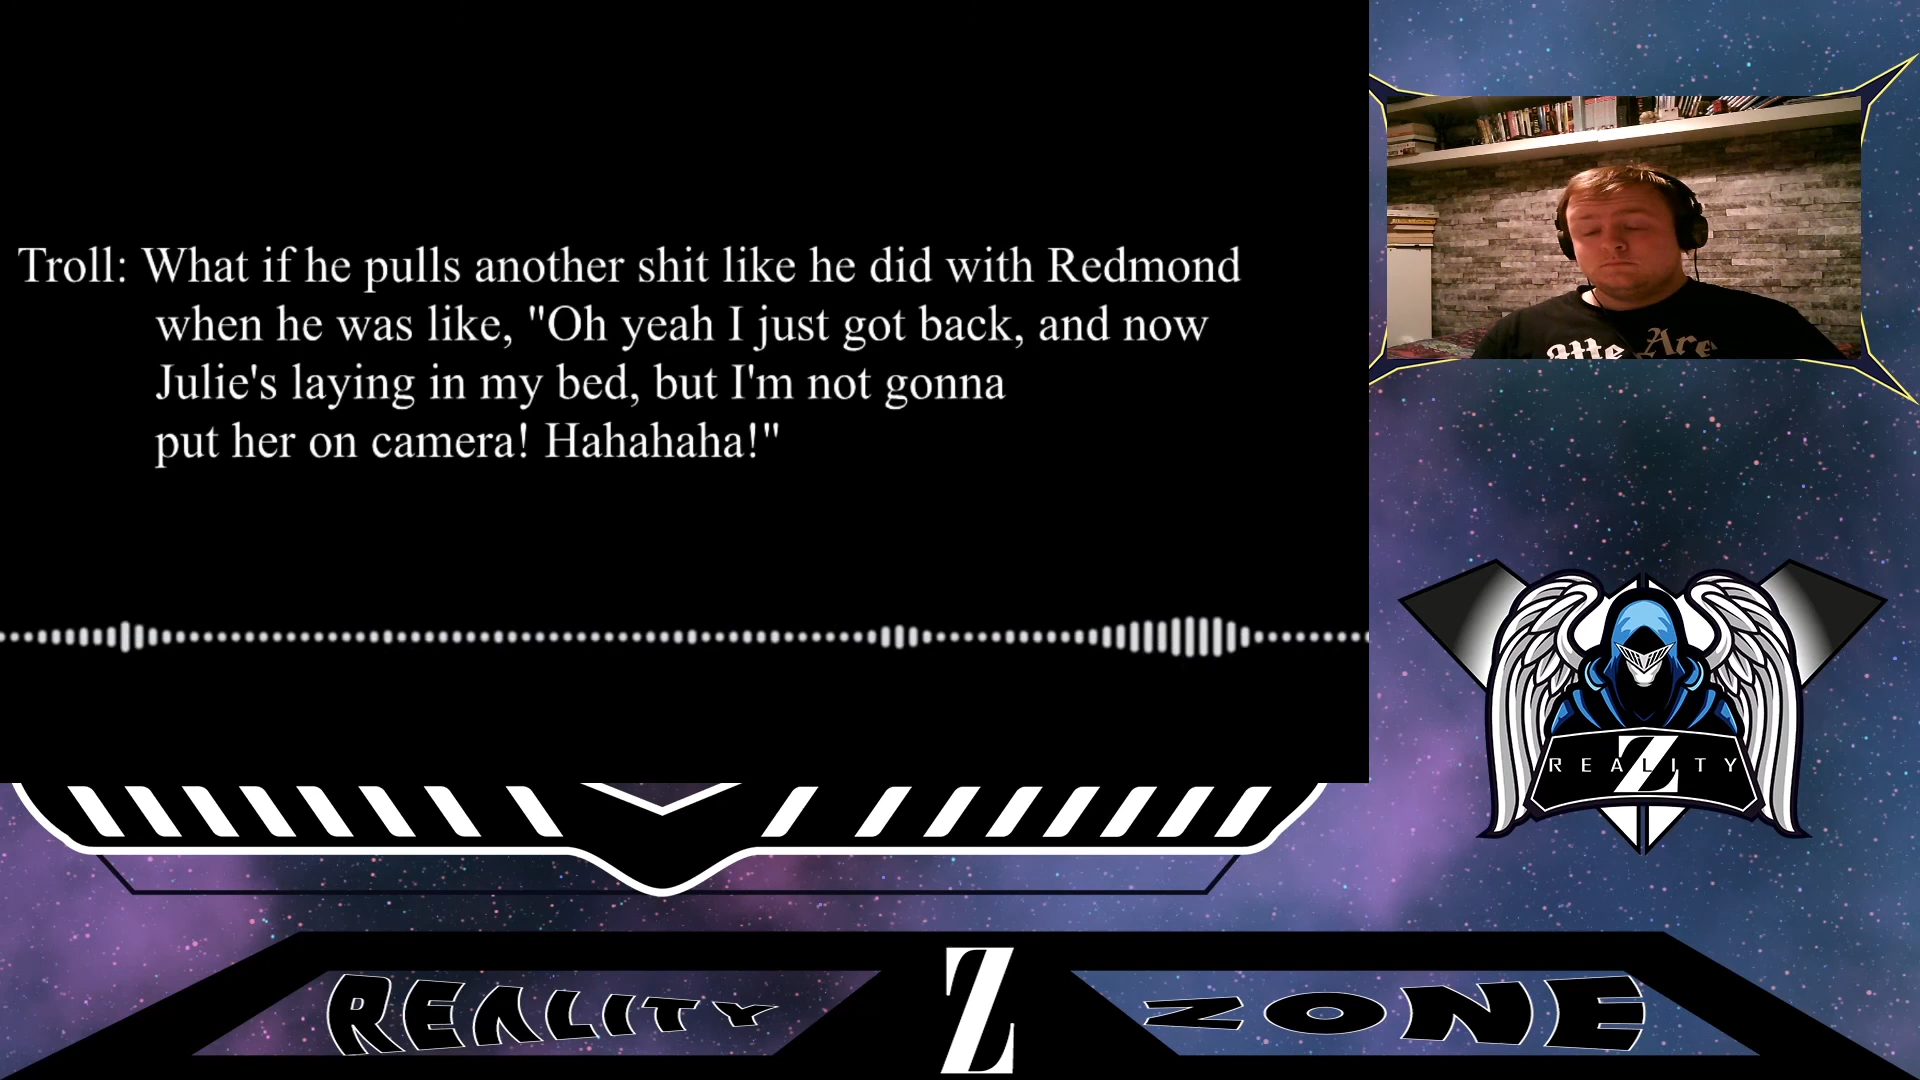 Troll: What if he pulls another shit like he did with Redmond
when he was like, "Oh yeah I just got back, and now
Julie's laying in my bed, but I'm not gonna
put her on camera! Hahahaha!"
We Are
REALITY
Z
REALITY
Z
ZONE